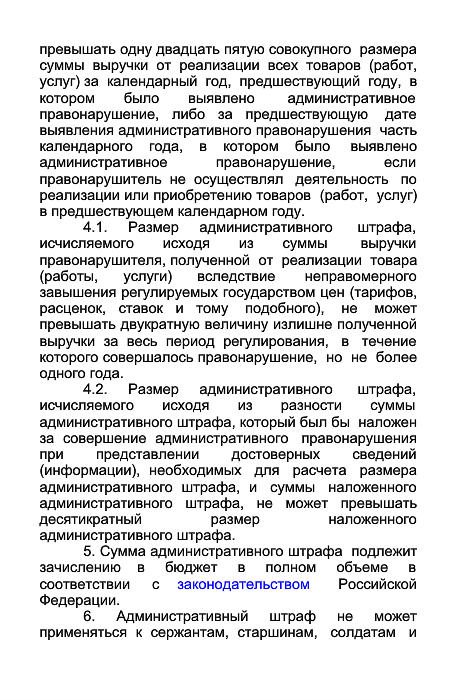 превышать одну двадцать пятую совокупного размера
суммы выручки от реализации всех товаров (работ,
услуг) за календарный год, предшествующий году, в
котором было выявлено административное
правонарушение, либо за предшествующую дате
выявления административного правонарушения часть
календарного года, в котором было выявлено
административное правонарушение, если
правонарушитель не осуществлял деятельность по
реализации или приобретению товаров (работ, услуг)
в предшествующем календарном году.
4.1. Размер административного штрафа,
исчисляемого исходя из суммы выручки
правонарушителя, полученной от реализации товара
(работы, услуги) вследствие неправомерного
завышения регулируемых государством цен (тарифов,
расценок, ставок и тому подобного), не может
превышать двукратную величину излишне полученной
выручки за весь период регулирования, в течение
которого совершалось правонарушение, но не более
одного года.
4.2. Размер административного штрафа,
исчисляемого исходя из разности суммы
административного штрафа, который был бы наложен
за совершение административного правонарушения
при представлении достоверных сведений
(информации), необходимых для расчета размера
административного штрафа, и суммы наложенного
административного штрафа, не может превышать
десятикратный размер наложенного
административного штрафа.
5. Сумма административного штрафа подлежит
зачислению в бюджет в полном объеме в
соответствии с законодательством Российской
Федерации.
6. Административный штраф не может
применяться к сержантам, старшинам, солдатам и